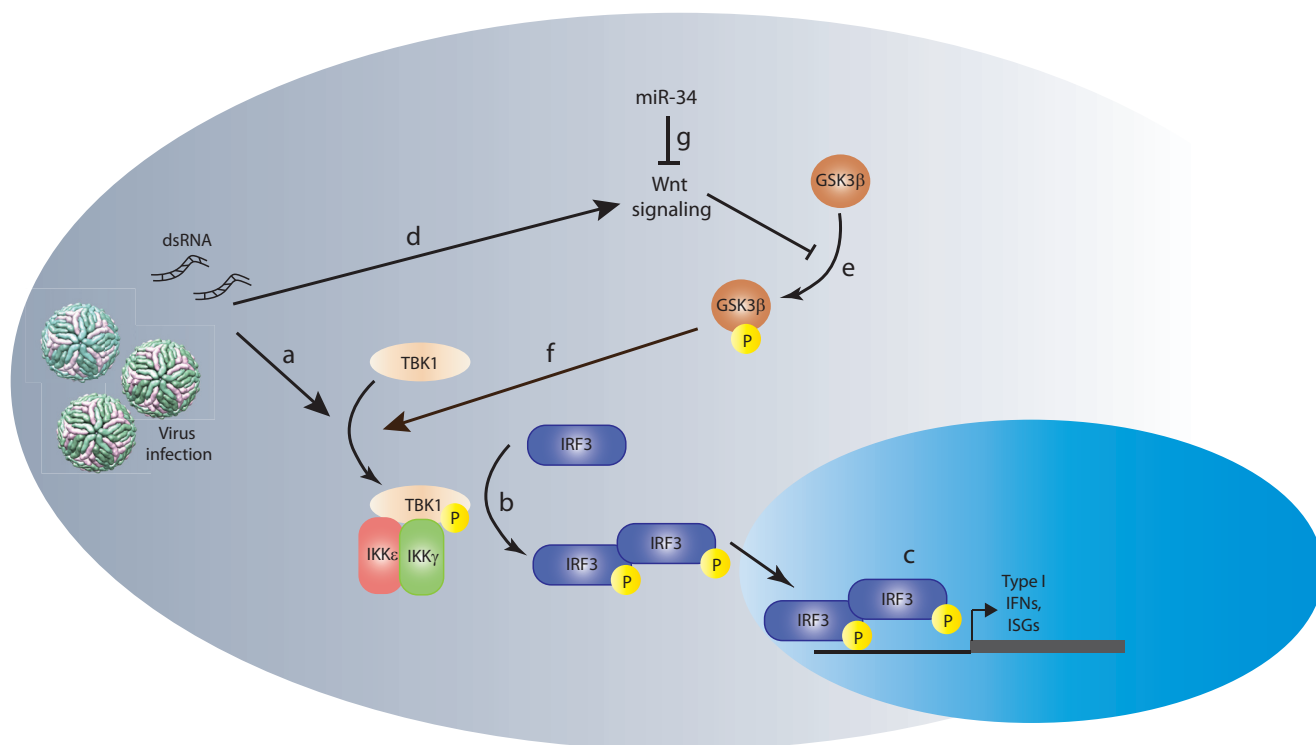 miR-34
g
Wnt
signaling
GSK3β
d
dsRNA
e
GSK3β
P
a
f
TBK1
Virus
infection
IRF3
TBK1
P
b
IKKε
IKKγ
IRF3
IRF3
P
P
c
IRF3
IRF3
P
P
Type I
IFNs,
ISGs